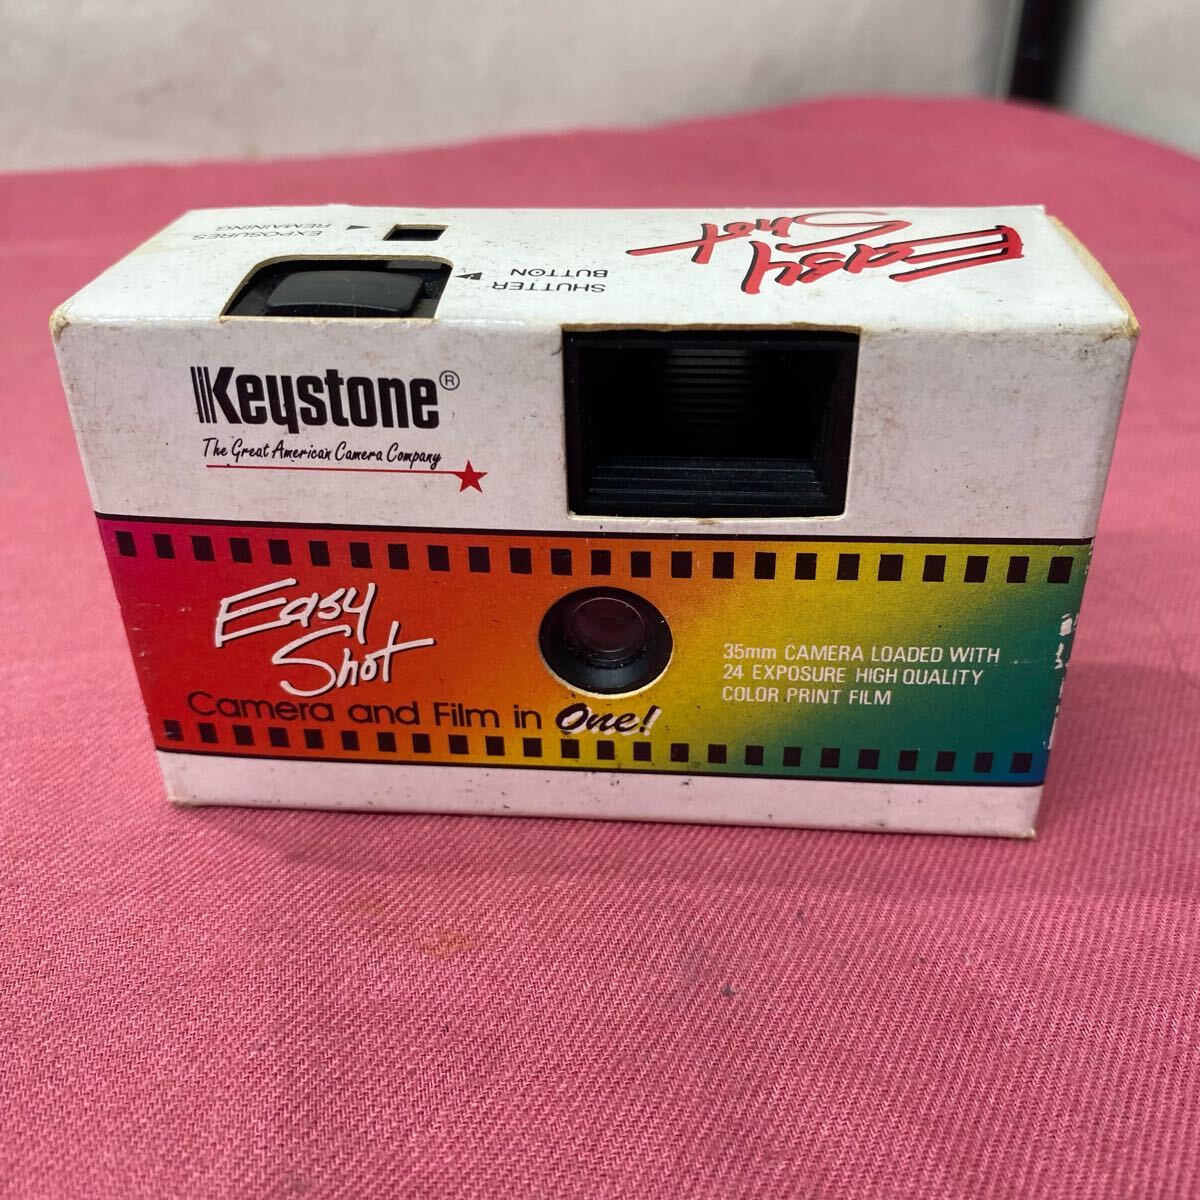 EXPOSURES
REMAINING
SHUTTER
BUTTON
Easy
Shot
Keystone®
The Great American Camera Company
Easy
Shot
Camera and Film in One!
35mm CAMERA LOADED WITH
24 EXPOSURE HIGH QUALITY
COLOR PRINT FILM